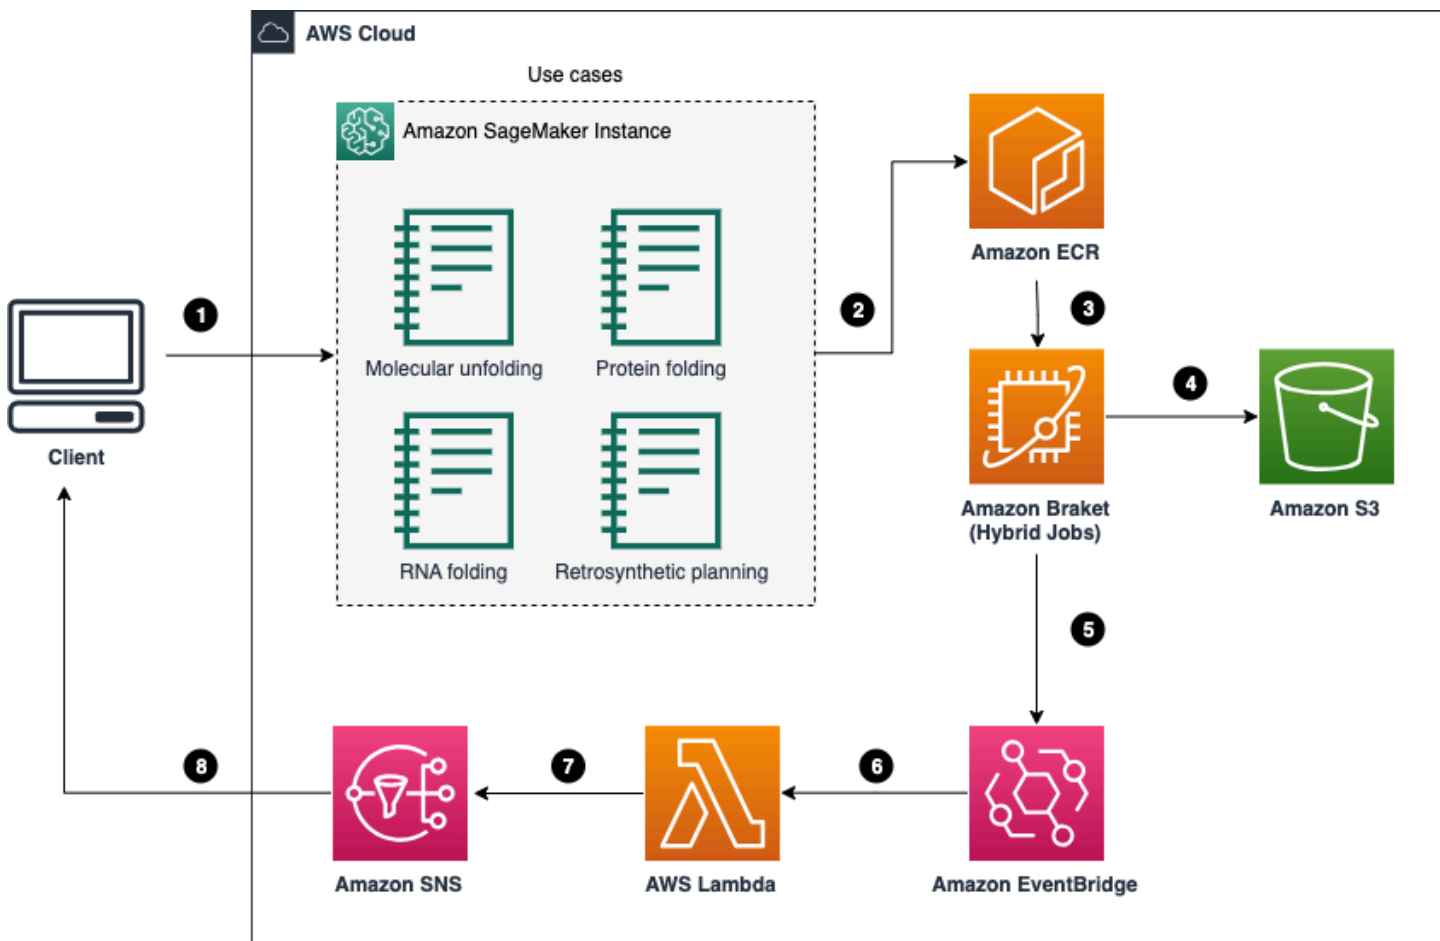 AWS Cloud
Use cases
Amazon SageMaker Instance
Amazon ECR
1
2
3
4
Molecular unfolding
Protein folding
Client
Amazon Braket
(Hybrid Jobs)
Amazon S3
RNA folding
Retrosynthetic planning
5
8
7
6
Amazon SNS
AWS Lambda
Amazon EventBridge